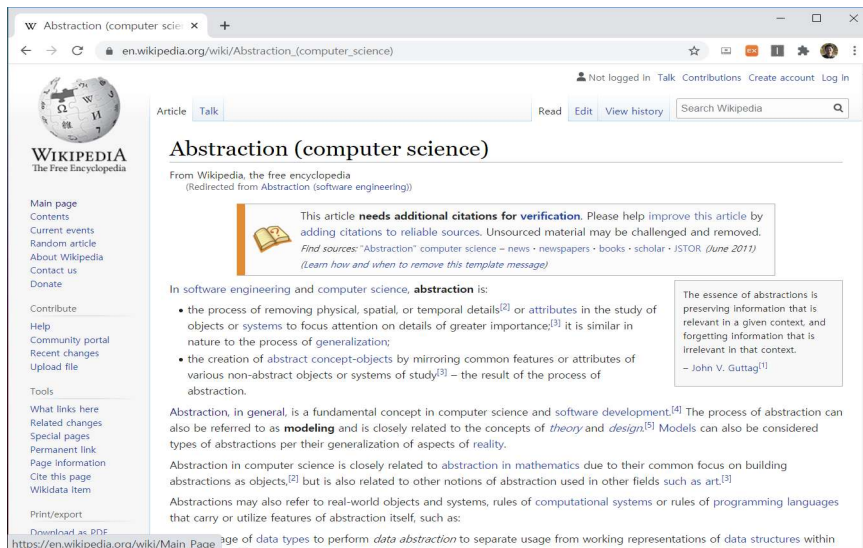 W Abstraction (computer scie
en.wikipedia.org/wiki/Abstraction_(computer_science)
Not logged in Talk Contributions Create account Log in
Article Talk Read Edit View history Search Wikipedia
WIKIPEDIA
The Free Encyclopedia
Main page
Contents
Current events
Random article
About Wikipedia
Contact us
Donate
Contribute
Help
Community portal
Recent changes
Upload file
Tools
What links here
Related changes
Special pages
Permanent link
Page information
Cite this page
Wikidata item
Print/export
Download as PDF
https://en.wikipedia.org/wiki/Main_Page
Abstraction (computer science)
From Wikipedia, the free encyclopedia
(Redirected from Abstraction (software engineering))
This article needs additional citations for verification. Please help improve this article by
adding citations to reliable sources. Unsourced material may be challenged and removed.
Find sources: "Abstraction" computer science – news · newspapers · books · scholar · JSTOR (June 2011)
(Learn how and when to remove this template message)
In software engineering and computer science, abstraction is:
• the process of removing physical, spatial, or temporal details[2] or attributes in the study of
objects or systems to focus attention on details of greater importance;[3] it is similar in
nature to the process of generalization;
• the creation of abstract concept-objects by mirroring common features or attributes of
various non-abstract objects or systems of study[3] – the result of the process of
abstraction.
The essence of abstractions is
preserving information that is
relevant in a given context, and
forgetting information that is
irrelevant in that context.
– John V. Guttag[1]
Abstraction, in general, is a fundamental concept in computer science and software development.[4] The process of abstraction can
also be referred to as modeling and is closely related to the concepts of theory and design.[5] Models can also be considered
types of abstractions per their generalization of aspects of reality.
Abstraction in computer science is closely related to abstraction in mathematics due to their common focus on building
abstractions as objects,[2] but is also related to other notions of abstraction used in other fields such as art.[3]
Abstractions may also refer to real-world objects and systems, rules of computational systems or rules of programming languages
that carry or utilize features of abstraction itself, such as:
age of data types to perform data abstraction to separate usage from working representations of data structures within